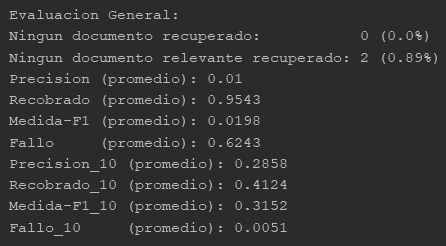 Evaluacion General:
Ningun documento recuperado: 0 (0.0%)
Ningun documento relevante recuperado: 2 (0.89%)
Precision (promedio): 0.01
Recobrado (promedio): 0.9543
Medida-F1 (promedio): 0.0198
Fallo (promedio): 0.6243
Precision_10 (promedio): 0.2858
Recobrado_10 (promedio): 0.4124
Medida-F1_10 (promedio): 0.3152
Fallo_10 (promedio): 0.0051